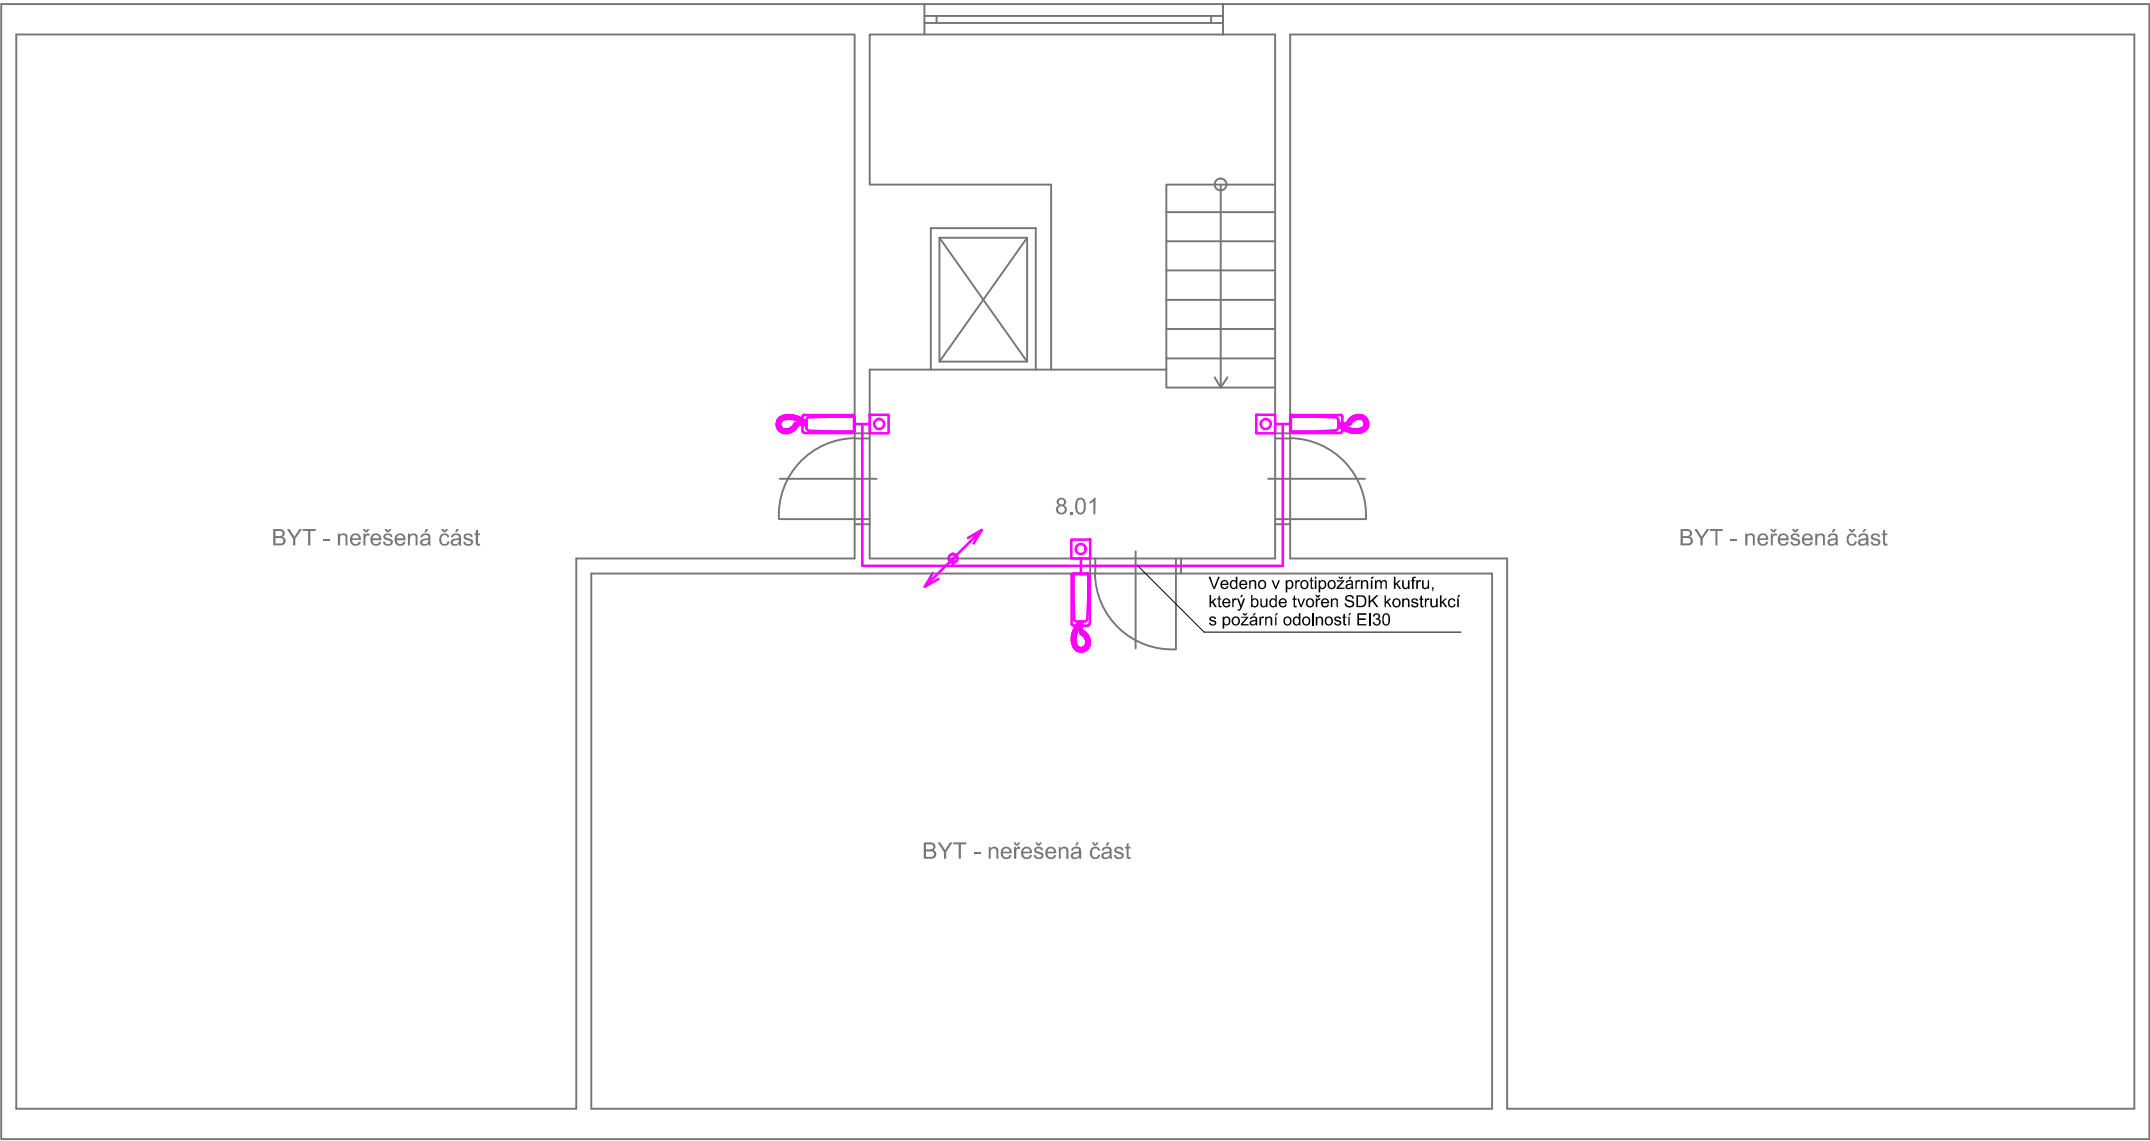 8.01
BYT - neřešená část
BYT - neřešená část
Vedeno v protipožárním kufru,
který bude tvořen SDK konstrukcí
s požární odolností EI30
BYT - neřešená část